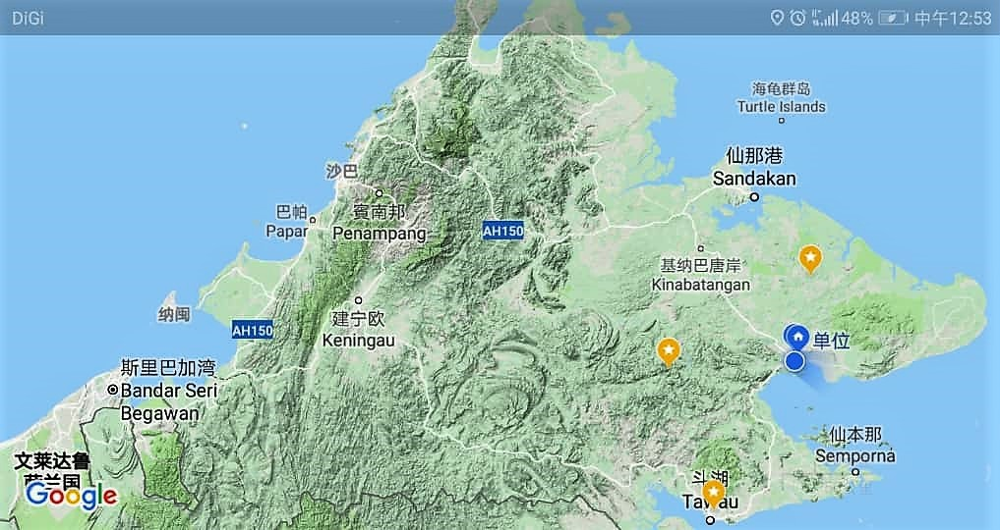 DiGi
48%
中午12:53
海龟群岛
Turtle Islands
仙那港
Sandakan
沙巴
巴帕
Papar
賓南邦
Penampang
AH150
基纳巴唐岸
Kinabatangan
纳闽
建宁欧
Keningau
AH150
单位
斯里巴加湾
Bandar Seri
Begawan
仙本那
Semporna
文莱达鲁
萨兰国
Google
斗湖
Tawau